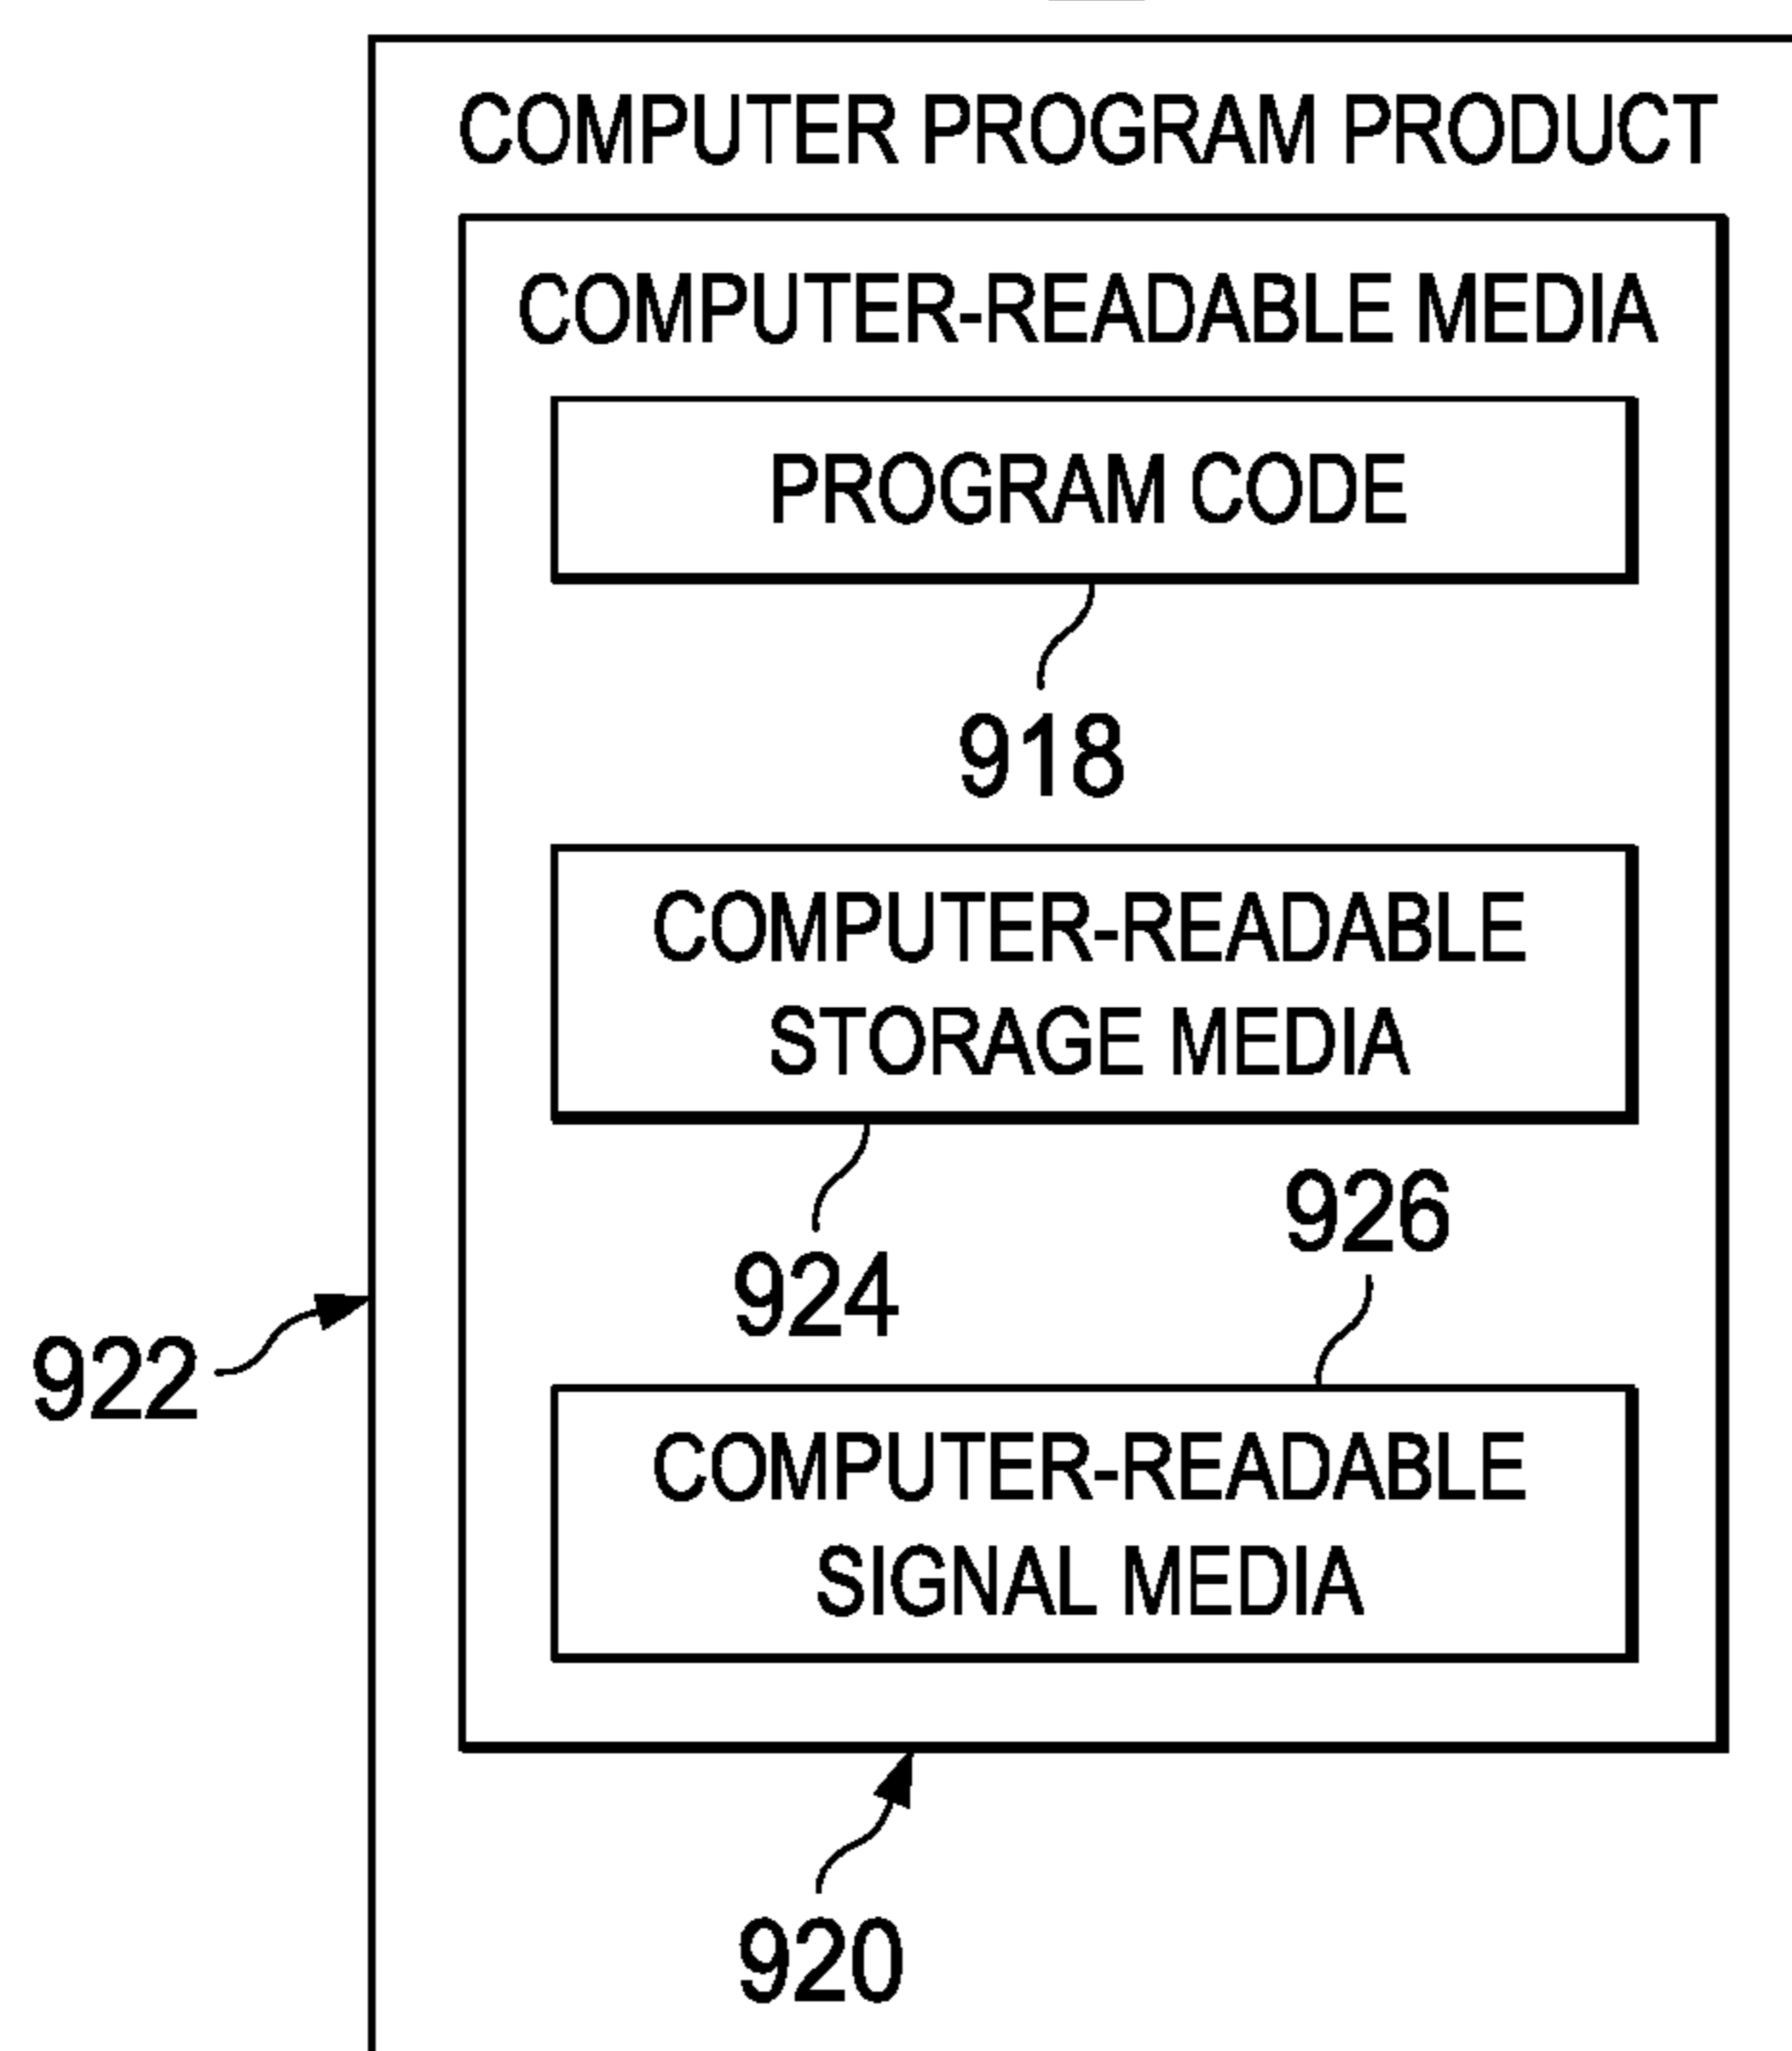 COMPUTER PROGRAM PRODUCT
COMPUTER-READABLE MEDIA
PROGRAM CODE
918
COMPUTER-READABLE
STORAGE MEDIA
924
926
922
COMPUTER-READABLE
SIGNAL MEDIA
920